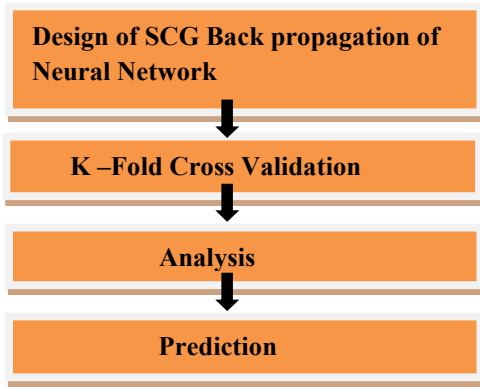 Design of SCG Back propagation of
Neural Network
K –Fold Cross Validation
Analysis
Prediction